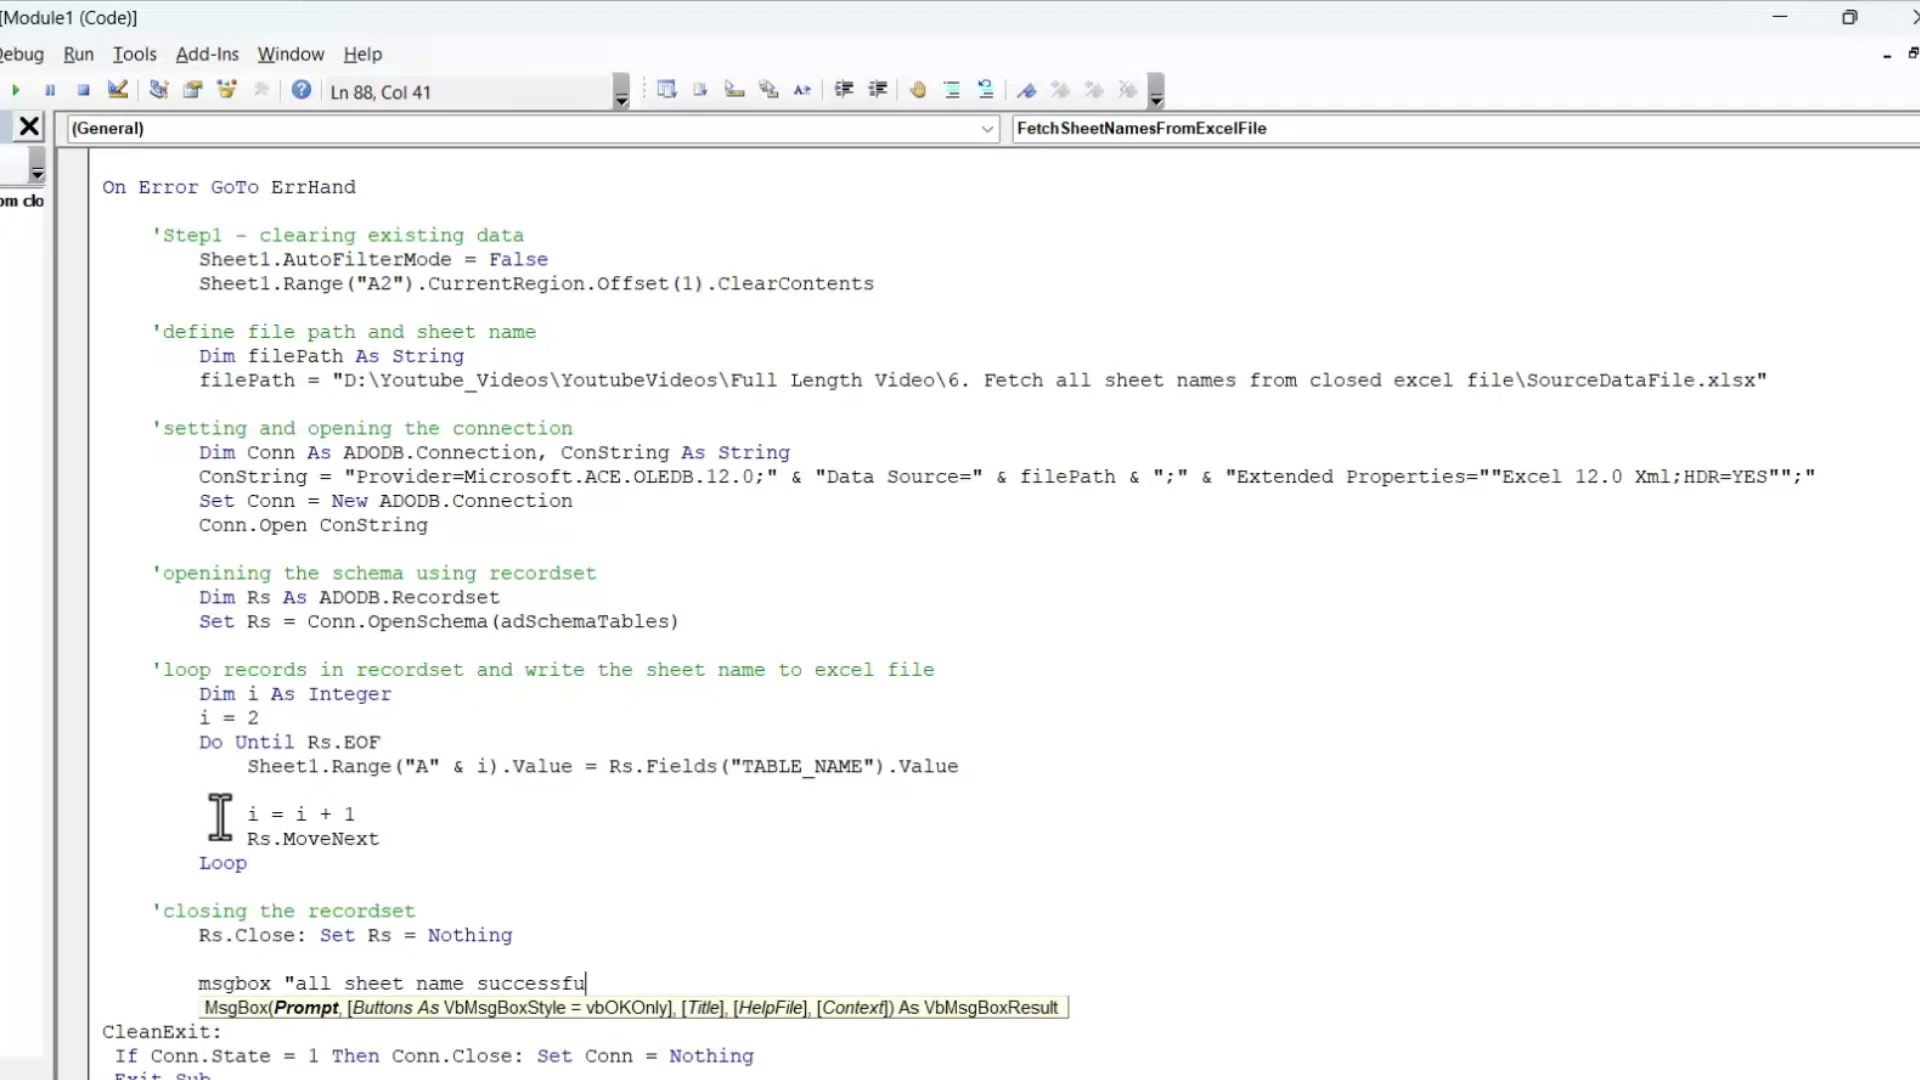 [Module1 (Code)]
Debug Run Tools Add-Ins Window Help
Ln 88, Col 41
(General) FetchSheetNamesFromExcelFile
om clo
On Error GoTo ErrHand
'Step1 - clearing existing data
Sheet1.AutoFilterMode = False
Sheet1.Range("A2").CurrentRegion.Offset(1).ClearContents
'define file path and sheet name
Dim filePath As String
filePath = "D:\Youtube_Videos\YoutubeVideos\Full Length Video\6. Fetch all sheet names from closed excel file\SourceDataFile.xlsx"
'setting and opening the connection
Dim Conn As ADODB.Connection, ConString As String
ConString = "Provider=Microsoft.ACE.OLEDB.12.0;" & "Data Source=" & filePath & ";" & "Extended Properties=""Excel 12.0 Xml;HDR=YES"";"
Set Conn = New ADODB.Connection
Conn.Open ConString
'openining the schema using recordset
Dim Rs As ADODB.Recordset
Set Rs = Conn.OpenSchema(adSchemaTables)
'loop records in recordset and write the sheet name to excel file
Dim i As Integer
i = 2
Do Until Rs.EOF
Sheet1.Range("A" & i).Value = Rs.Fields("TABLE_NAME").Value
i = i + 1
Rs.MoveNext
Loop
'closing the recordset
Rs.Close: Set Rs = Nothing
msgbox "all sheet name successfu
MsgBox(Prompt, [Buttons As VbMsgBoxStyle = vbOKOnly], [Title], [HelpFile], [Context]) As VbMsgBoxResult
CleanExit:
If Conn.State = 1 Then Conn.Close: Set Conn = Nothing
Exit Sub